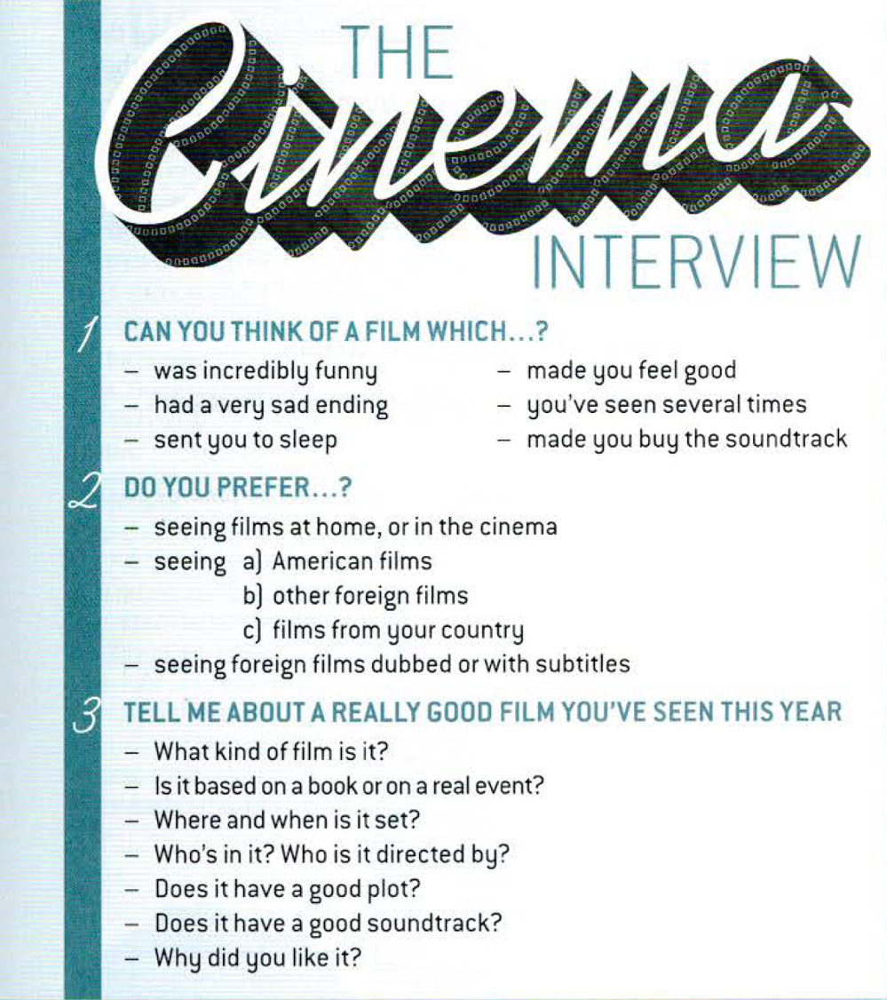 THE
Cinema
INTERVIEW
1 CAN YOU THINK OF A FILM WHICH...?
– was incredibly funny
– had a very sad ending
– sent you to sleep
– made you feel good
– you've seen several times
– made you buy the soundtrack
2 DO YOU PREFER...?
– seeing films at home, or in the cinema
– seeing a) American films
b) other foreign films
c) films from your country
– seeing foreign films dubbed or with subtitles
3 TELL ME ABOUT A REALLY GOOD FILM YOU'VE SEEN THIS YEAR
– What kind of film is it?
– Is it based on a book or on a real event?
– Where and when is it set?
– Who's in it? Who is it directed by?
– Does it have a good plot?
– Does it have a good soundtrack?
– Why did you like it?